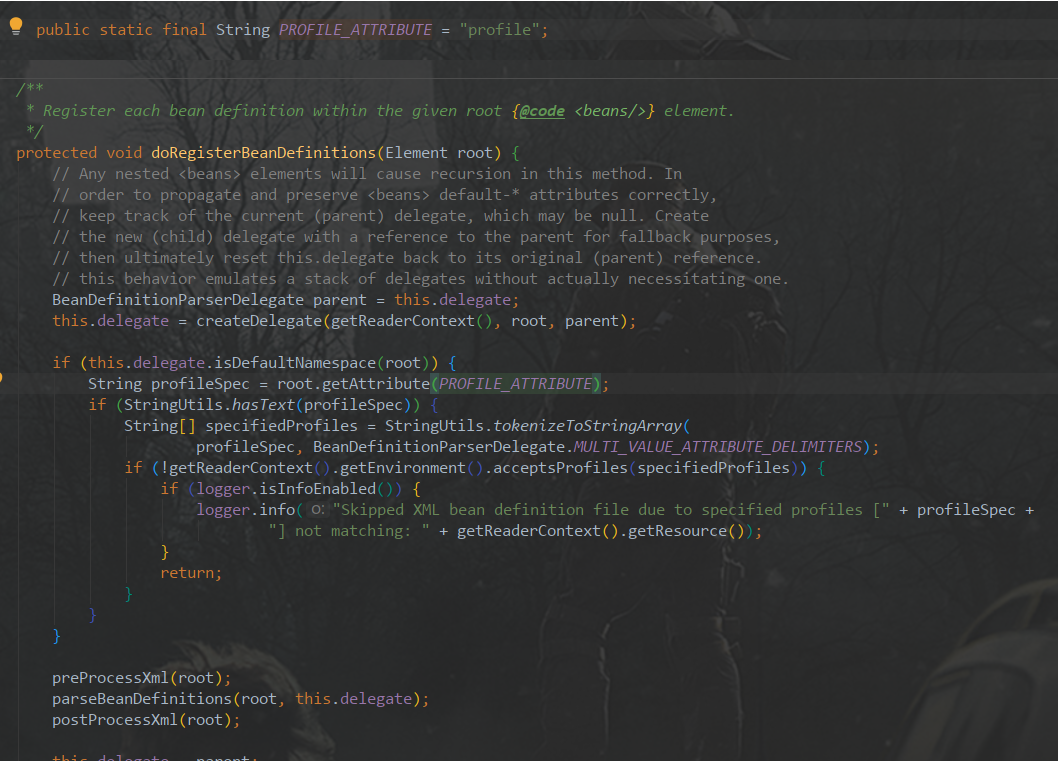 public static final String PROFILE_ATTRIBUTE = "profile";
/**
 * Register each bean definition within the given root {@code <beans/>} element.
 */
protected void doRegisterBeanDefinitions(Element root) {
    // Any nested <beans> elements will cause recursion in this method. In
    // order to propagate and preserve <beans> default-* attributes correctly,
    // keep track of the current (parent) delegate, which may be null. Create
    // the new (child) delegate with a reference to the parent for fallback purposes,
    // then ultimately reset this.delegate back to its original (parent) reference.
    // this behavior emulates a stack of delegates without actually necessitating one.
    BeanDefinitionParserDelegate parent = this.delegate;
    this.delegate = createDelegate(getReaderContext(), root, parent);
    if (this.delegate.isDefaultNamespace(root)) {
        String profileSpec = root.getAttribute(PROFILE_ATTRIBUTE);
        if (StringUtils.hasText(profileSpec)) {
            String[] specifiedProfiles = StringUtils.tokenizeToStringArray(
                    profileSpec, BeanDefinitionParserDelegate.MULTI_VALUE_ATTRIBUTE_DELIMITERS);
            if (!getReaderContext().getEnvironment().acceptsProfiles(specifiedProfiles)) {
                if (logger.isInfoEnabled()) {
                    logger.info( o: "Skipped XML bean definition file due to specified profiles [" + profileSpec +
                            "] not matching: " + getReaderContext().getResource());
                }
                return;
            }
        }
    }
    preProcessXml(root);
    parseBeanDefinitions(root, this.delegate);
    postProcessXml(root);
    this.delegate = parent;